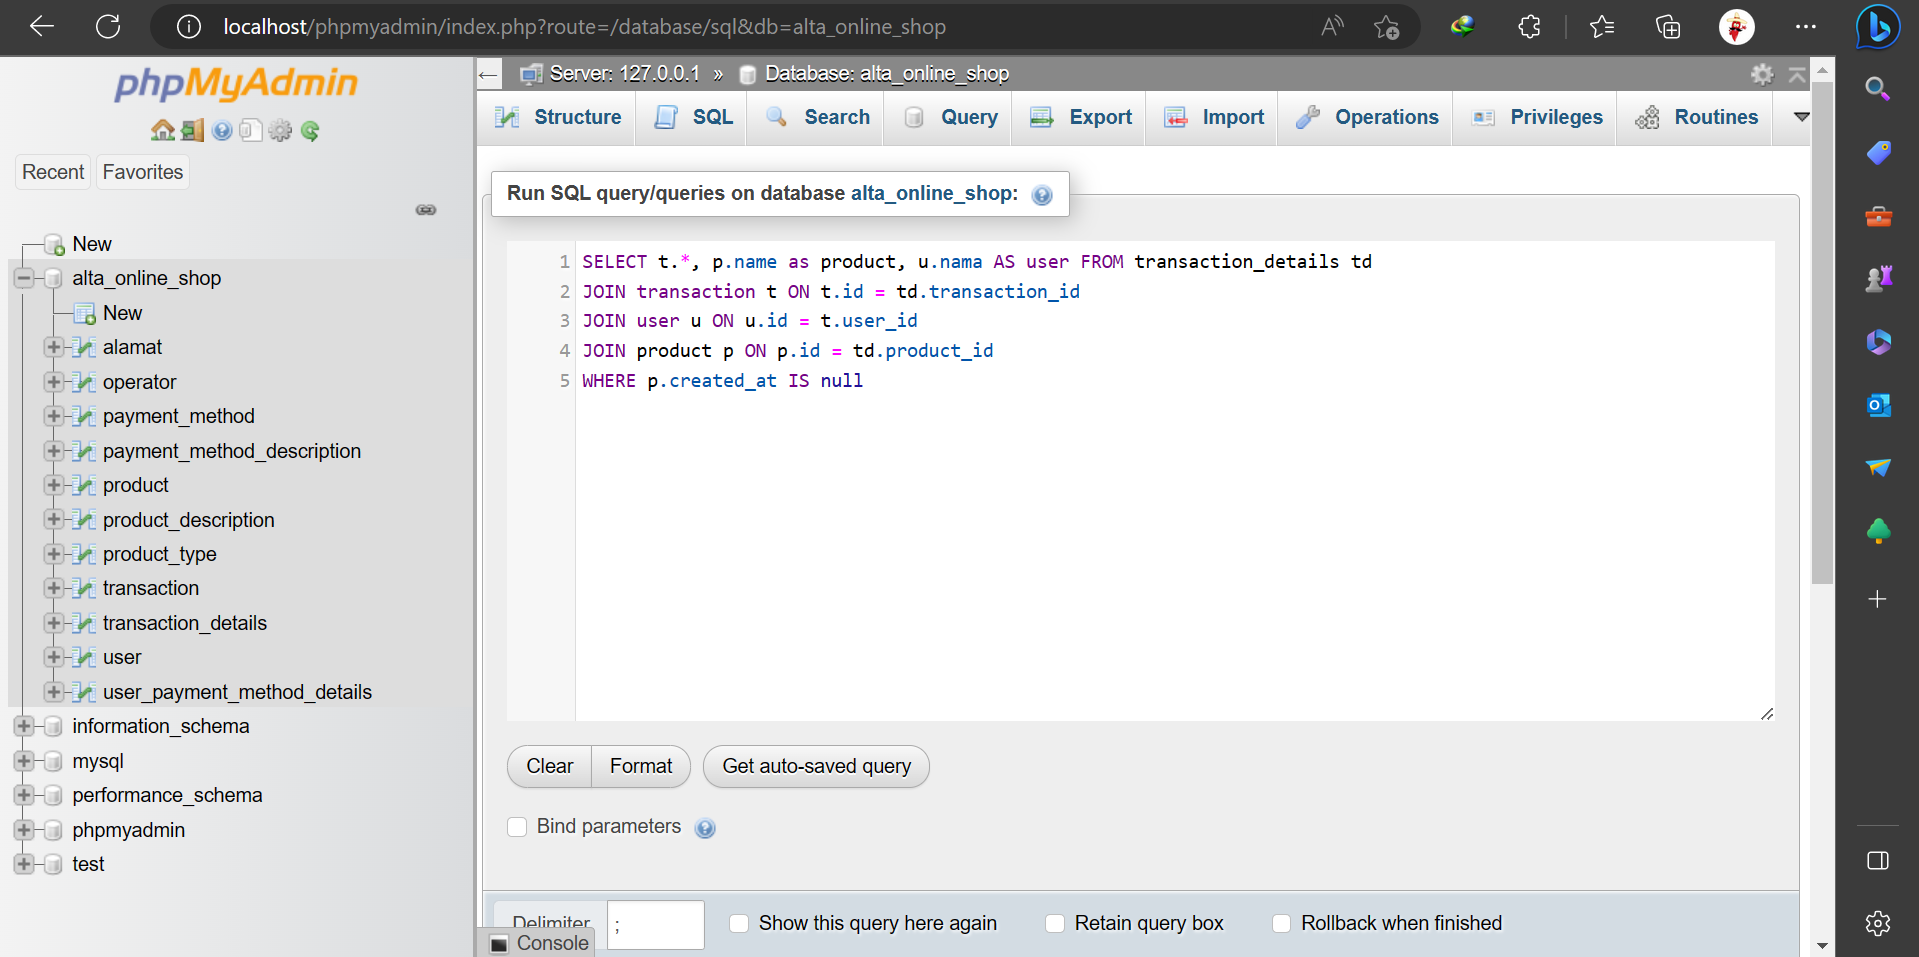 localhost/phpmyadmin/index.php?route=/database/sql&db=alta_online_shop
phpMyAdmin
Recent
Favorites
New
alta_online_shop
New
alamat
operator
payment_method
payment_method_description
product
product_description
product_type
transaction
transaction_details
user
user_payment_method_details
information_schema
mysql
performance_schema
phpmyadmin
test
Server: 127.0.0.1 » Database: alta_online_shop
Structure
SQL
Search
Query
Export
Import
Operations
Privileges
Routines
Run SQL query/queries on database alta_online_shop:
1 SELECT t.*, p.name as product, u.nama AS user FROM transaction_details td
2 JOIN transaction t ON t.id = td.transaction_id
3 JOIN user u ON u.id = t.user_id
4 JOIN product p ON p.id = td.product_id
5 WHERE p.created_at IS null
Clear
Format
Get auto-saved query
Bind parameters
Delimiter ;
Show this query here again
Retain query box
Rollback when finished
Console